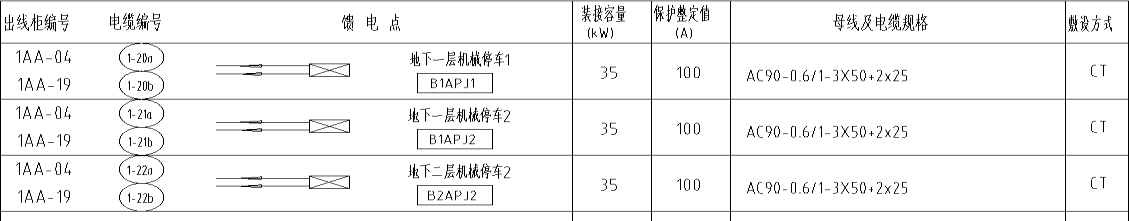 出线柜编号 电缆编号 馈 电 点 装接容量 (kW) 保护整定值 (A) 母线及电缆规格 敷设方式
1AA-04 1-20a 地下一层机械停车1
1AA-19 1-20b B1APJ1 35 100 AC90-0.6/1-3X50+2x25 CT
1AA-04 1-21a 地下一层机械停车2
1AA-19 1-21b B1APJ2 35 100 AC90-0.6/1-3X50+2x25 CT
1AA-04 1-22a 地下二层机械停车2
1AA-19 1-22b B2APJ2 35 100 AC90-0.6/1-3X50+2x25 CT